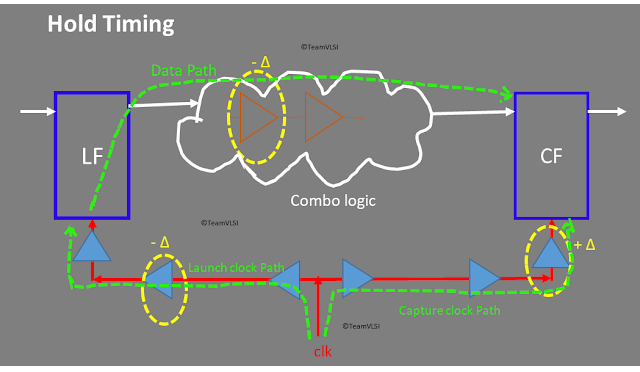 Hold Timing
©TeamVLSI
- Δ
Data Path
LF
CF
Combo logic
©TeamVLSI
- Δ
+ Δ
Launch clock Path
Capture clock Path
©TeamVLSI
clk